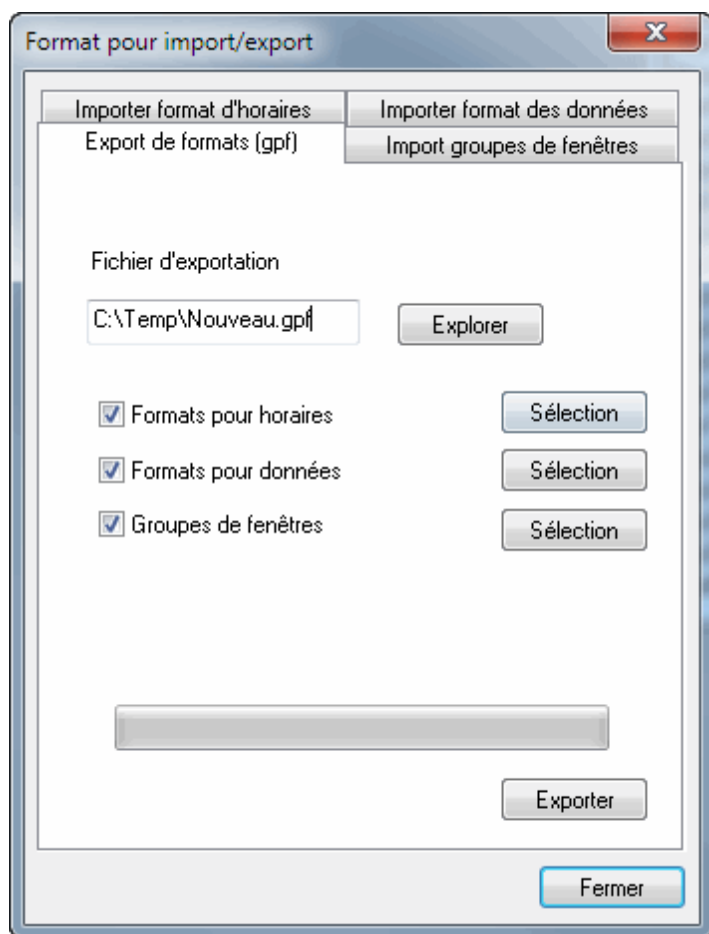 Format pour import/export
Importer format d'horaires
Importer format des données
Export de formats (gpf)
Import groupes de fenêtres
Fichier d'exportation
C:\Temp\Nouveau.gpf
Explorer
Formats pour horaires
Sélection
Formats pour données
Sélection
Groupes de fenêtres
Sélection
Exporter
Fermer